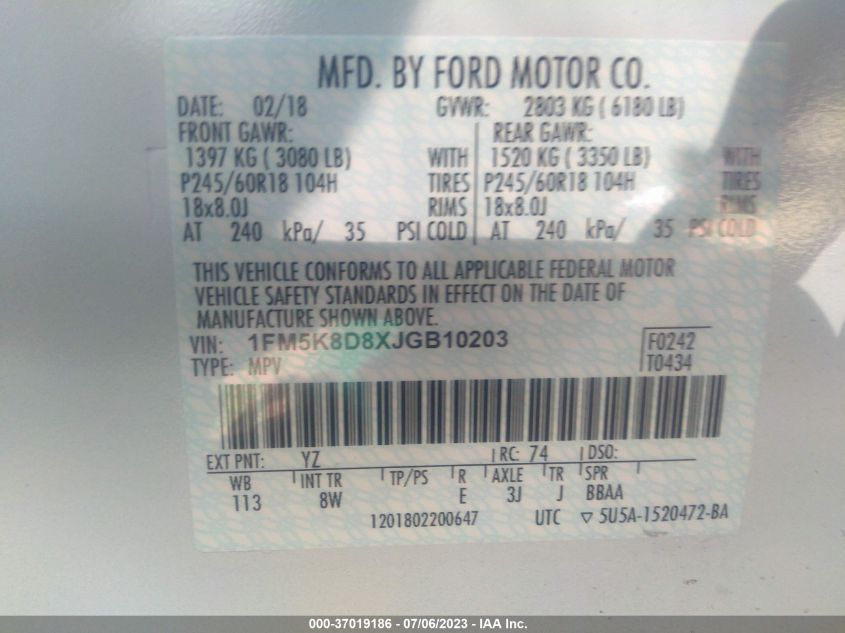 MFD. BY FORD MOTOR CO.
DATE: 02/18 GVWR: 2803 KG ( 6180 LB)
FRONT GAWR: REAR GAWR:
1397 KG ( 3080 LB) WITH 1520 KG ( 3350 LB) WITH
P245/60R18 104H TIRES P245/60R18 104H TIRES
18x8.0J RIMS 18x8.0J RIMS
AT 240 kPa/ 35 PSI COLD AT 240 kPa/ 35 PSI COLD
THIS VEHICLE CONFORMS TO ALL APPLICABLE FEDERAL MOTOR
VEHICLE SAFETY STANDARDS IN EFFECT ON THE DATE OF
MANUFACTURE SHOWN ABOVE.
VIN: 1FM5K8D8XJGB10203 F0242
TYPE: MPV T0434
EXT PNT: YZ RC: 74 DSO:
WB INT TR TP/PS R AXLE TR SPR
113 8W E 3J J BBAA
1201802200647 UTC ▽ 5U5A-1520472-BA
000-37019186 - 07/06/2023 - IAA Inc.